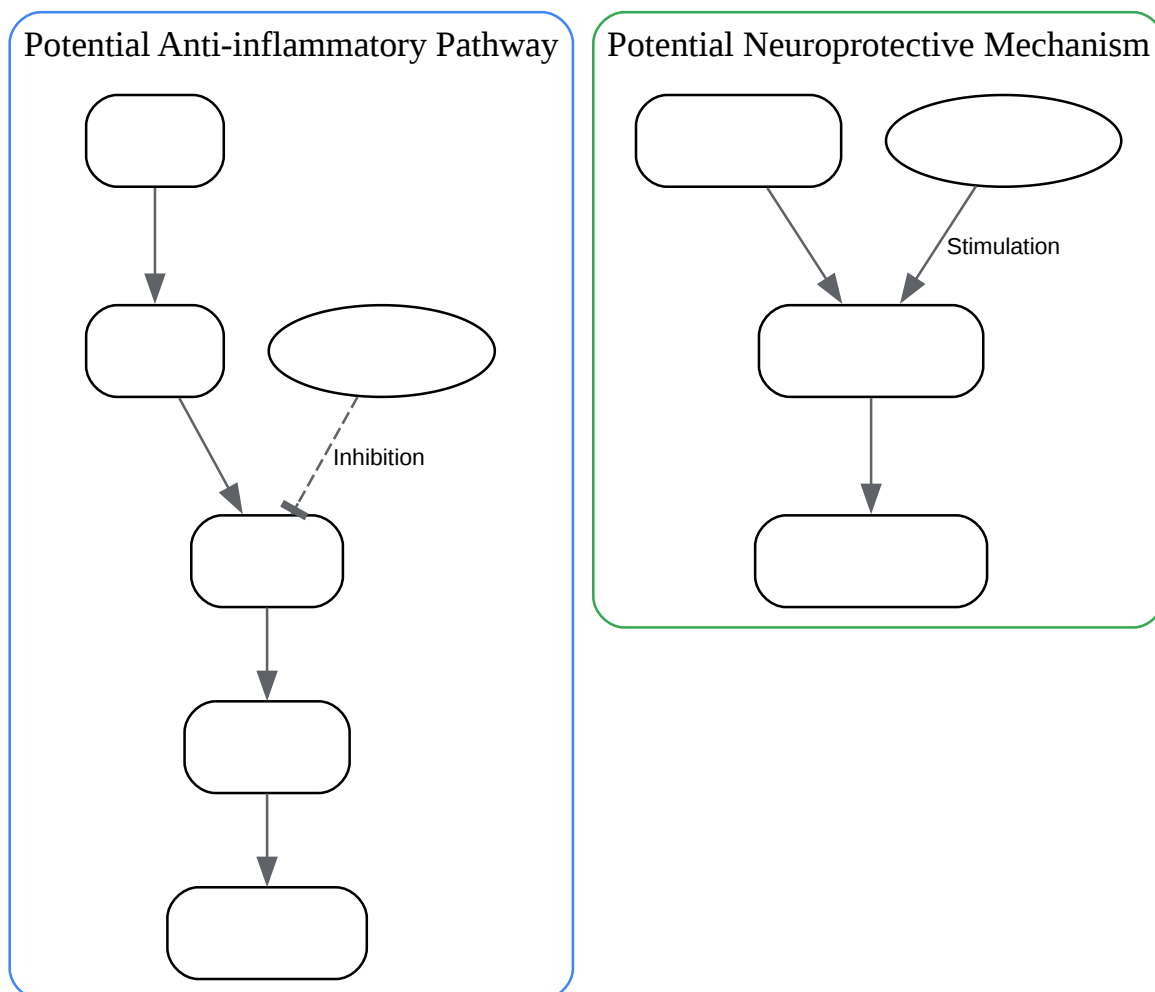 Potential Anti-inflammatory Pathway
Potential Neuroprotective Mechanism
Stimulation
Inhibition